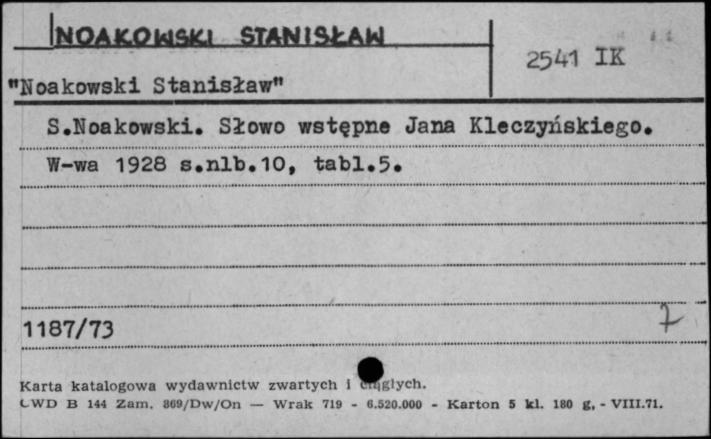 NOAKOWSKI STANISŁAW
2541 IK
"Noakowski Stanisław"
S.Noakowski. Słowo wstępne Jana Kleczyńskiego.
W-wa 1928 s.nlb.10, tabl.5.
1187/73
Karta katalogowa wydawnictw zwartych i ciągłych.
CWD B 144 Zam. 869/Dw/On — Wrak 719 - 6.520.000 - Karton 5 kl. 180 g, - VIII.71.